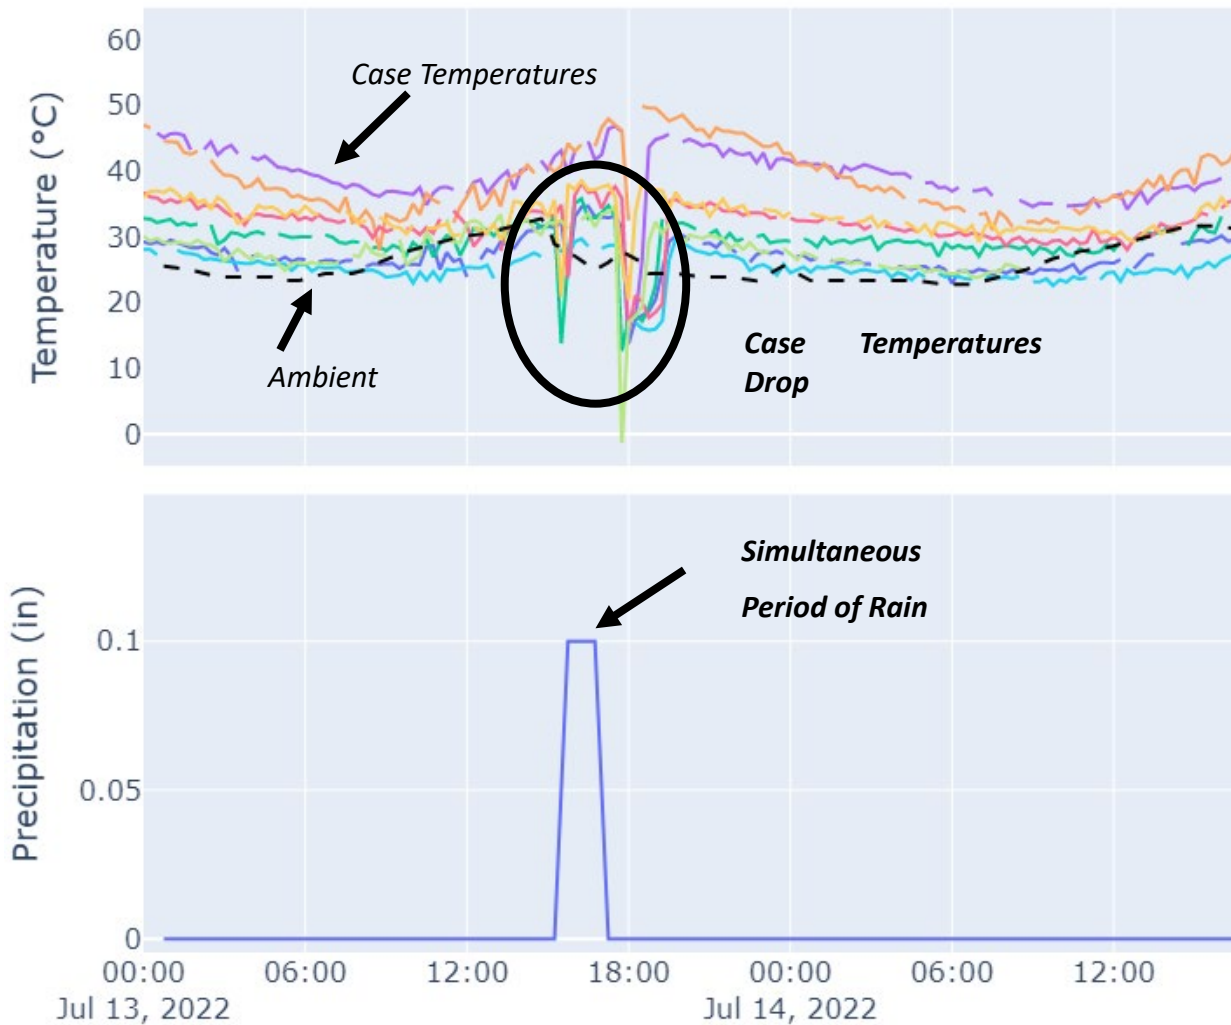 60
Case Temperatures
50
40
30
20
10
0
Temperature (°C)
Ambient
Case Temperatures
Drop
Simultaneous
Period of Rain
0.1
0.05
0
Precipitation (in)
00:00 06:00 12:00 18:00 00:00 06:00 12:00
Jul 13, 2022 Jul 14, 2022